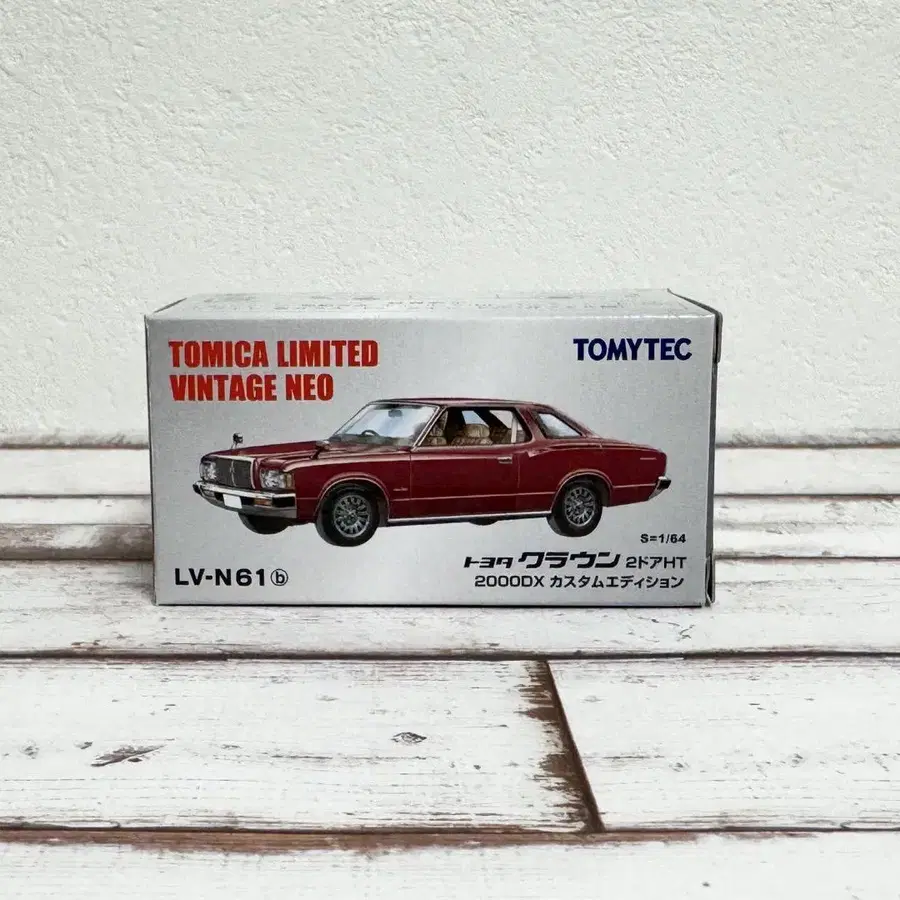 TOMICA LIMITED
VINTAGE NEO
TOMYTEC
S=1/64
LV-N61 ⓑ
トヨタ クラウン 2ドアHT
2000DX カスタムエディション